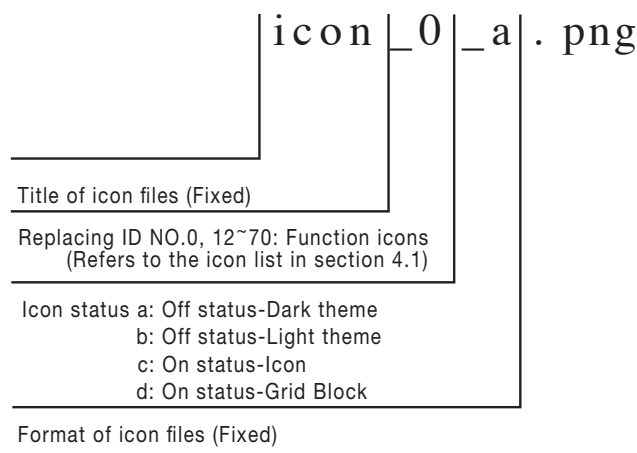 icon_0_a.png
Title of icon files (Fixed)
Replacing ID NO.0, 12~70: Function icons
(Refers to the icon list in section 4.1)
Icon status a: Off status-Dark theme
b: Off status-Light theme
c: On status-Icon
d: On status-Grid Block
Format of icon files (Fixed)